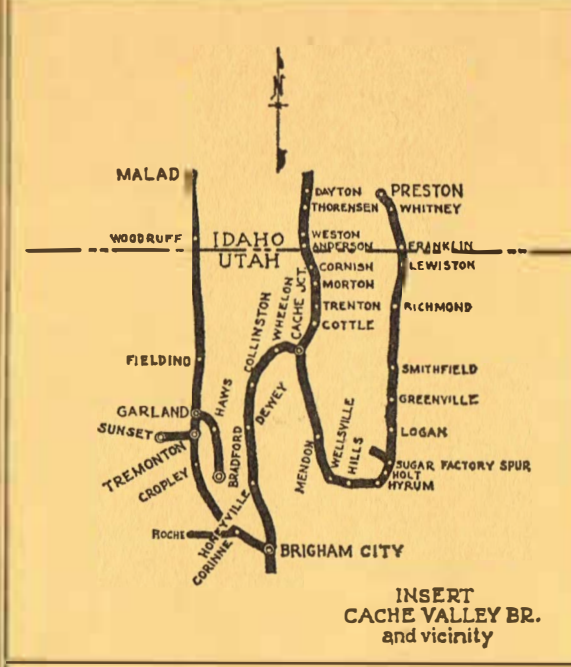 N
MALAD
DAYTON
THORENSEN
PRESTON
WHITNEY
WOODRUFF
IDAHO
UTAH
WESTON
ANDERSON
FRANKLIN
LEWISTON
CORNISH
MORTON
TRENTON
COTTLE
RICHMOND
CACHE JCT.
WHEELON
COLLINSTON
DEWEY
FIELDINO
HAWS
GARLAND
SUNSET
TREMONTON
CROPLEY
BRADFORD
HONEYVILLE
CORINNE
ROCHE
BRIGHAM CITY
MENDON
WELLSVILLE
HILLS
SMITHFIELD
GREENVILLE
LOGAN
SUGAR FACTORY SPUR
HOLT
HYRUM
INSERT
CACHE VALLEY BR.
and vicinity